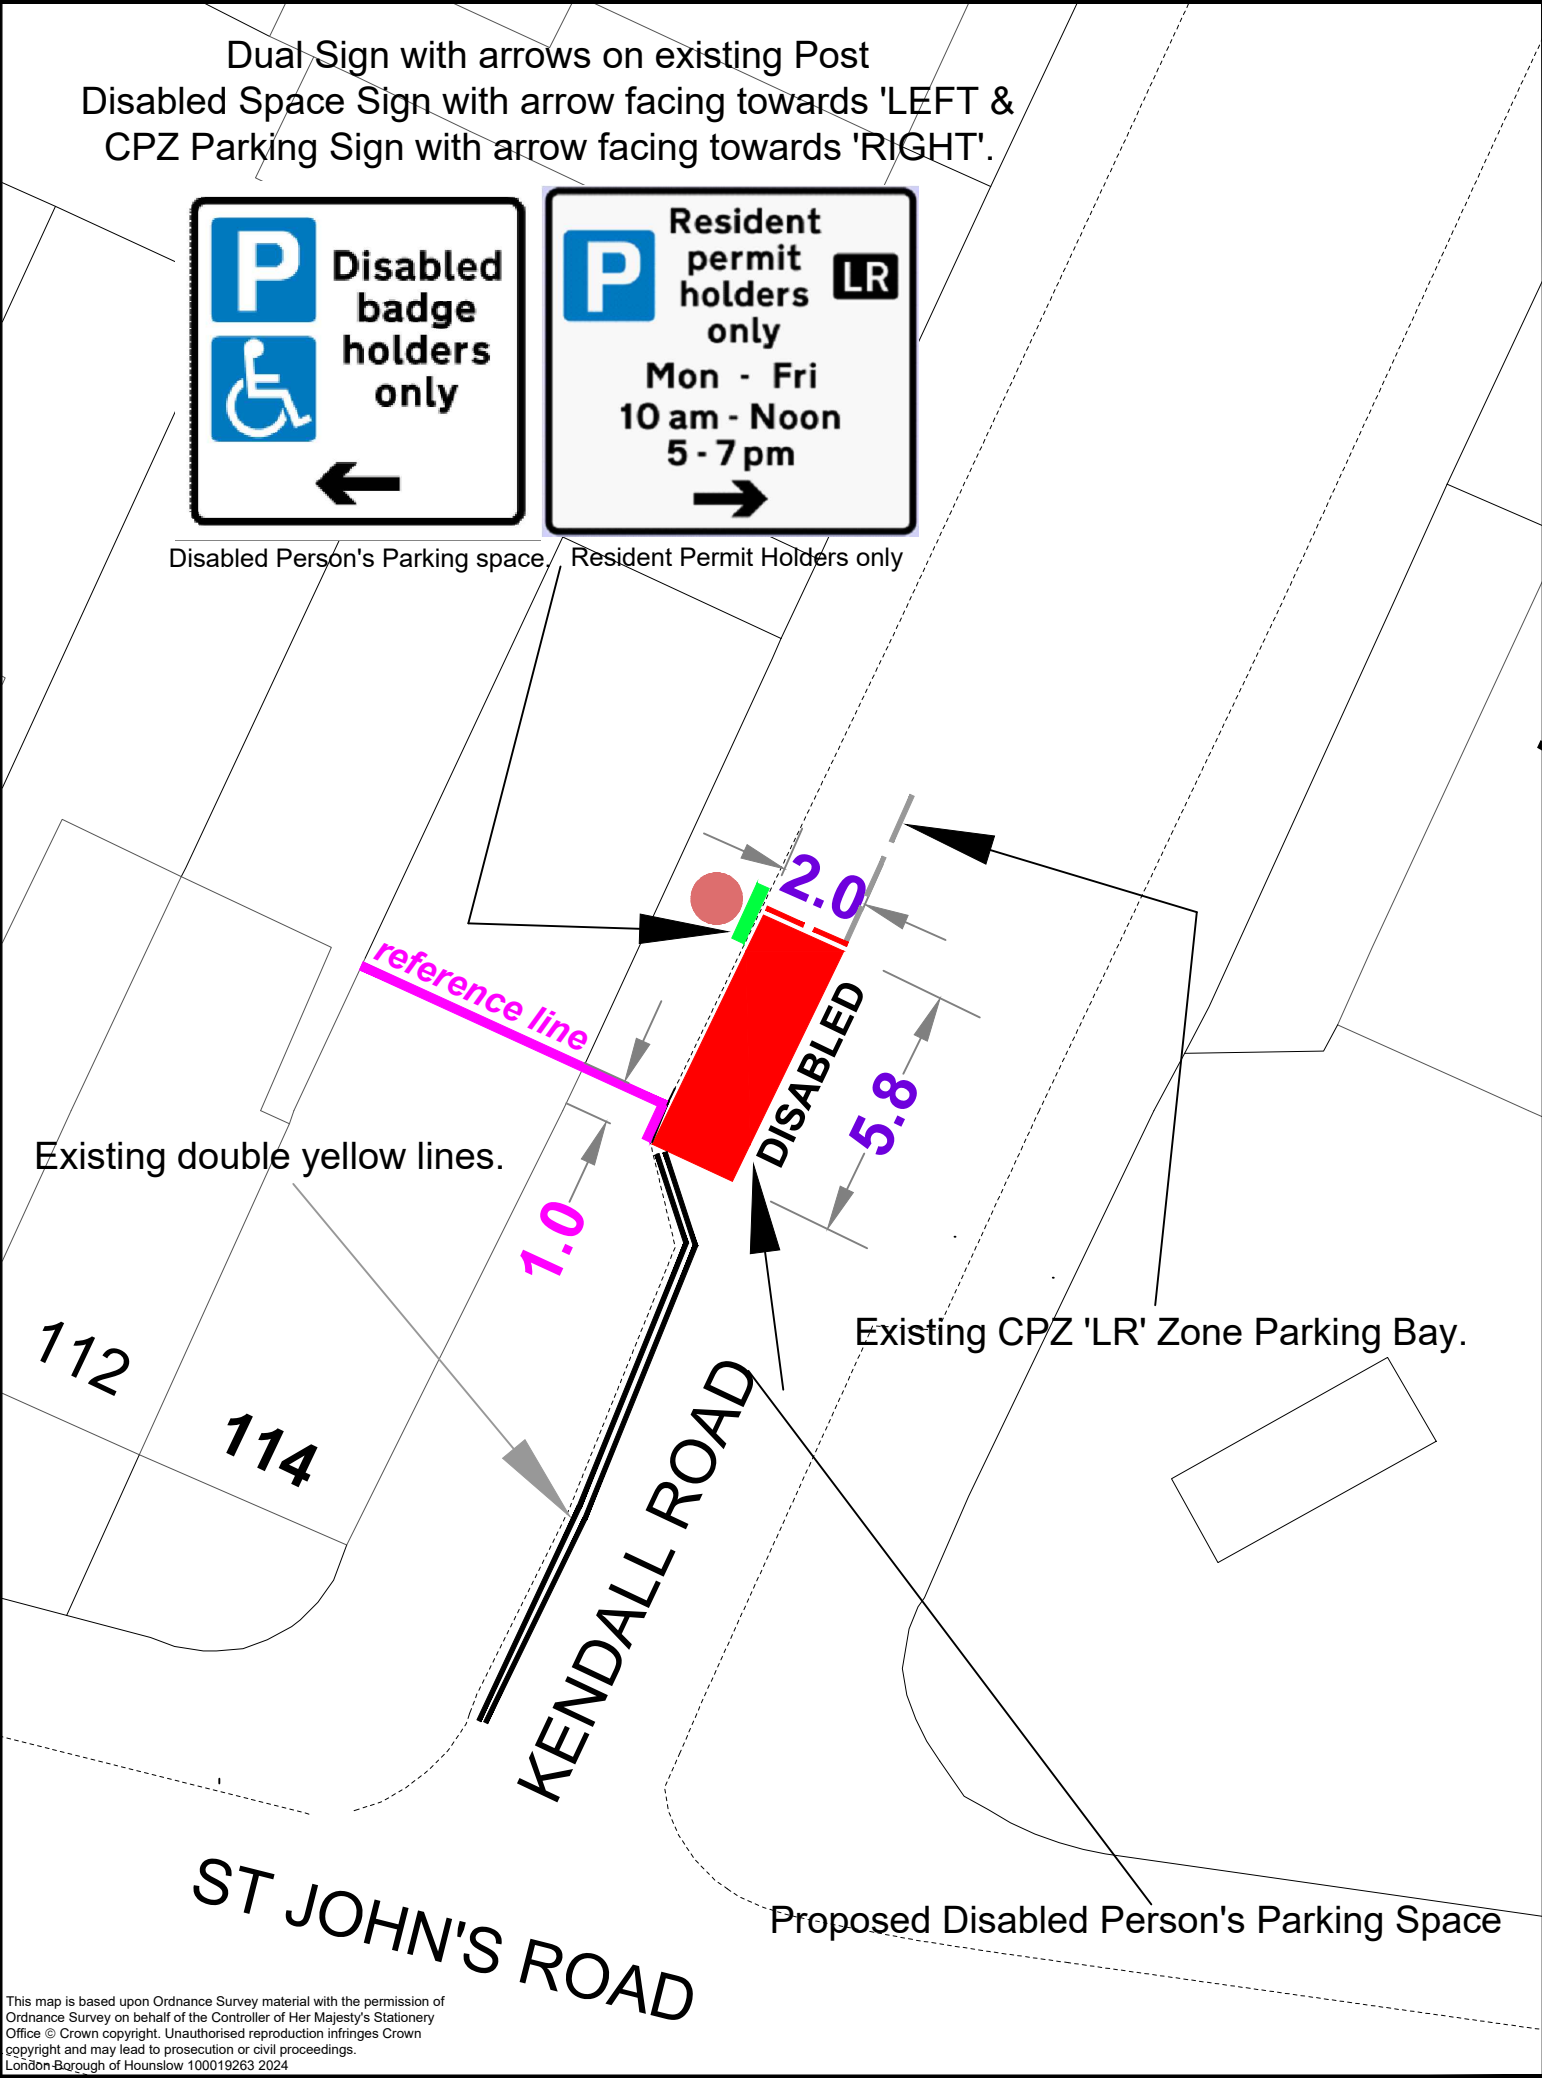 Dual Sign with arrows on existing Post
Disabled Space Sign with arrow facing towards 'LEFT &
CPZ Parking Sign with arrow facing towards 'RIGHT'.
P
Disabled
badge
holders
only
P
Resident
permit
holders
only
LR
Mon - Fri
10 am - Noon
5 - 7 pm
Disabled Person's Parking space.
Resident Permit Holders only
2.0
reference line
DISABLED
5.8
1.0
Existing double yellow lines.
Existing CPZ 'LR' Zone Parking Bay.
112
114
KENDALL ROAD
Proposed Disabled Person's Parking Space
ST JOHN'S ROAD
This map is based upon Ordnance Survey material with the permission of
Ordnance Survey on behalf of the Controller of Her Majesty's Stationery
Office © Crown copyright. Unauthorised reproduction infringes Crown
copyright and may lead to prosecution or civil proceedings.
London Borough of Hounslow 100019263 2024